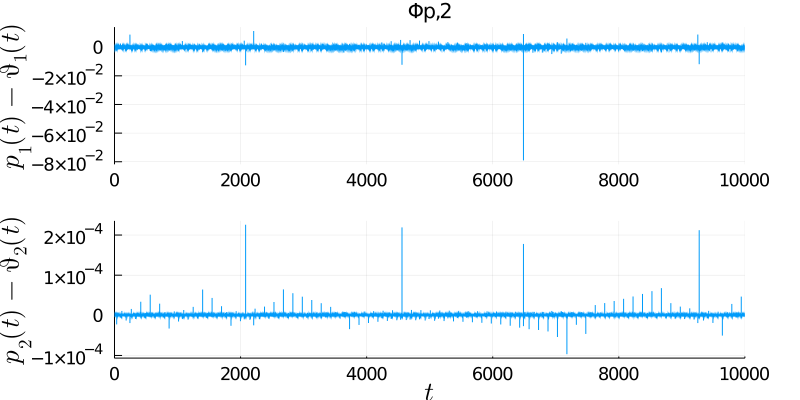 Φp,2
p₁(t) − ϑ₁(t)
0
−2×10⁻²
−4×10⁻²
−6×10⁻²
−8×10⁻²
0 2000 4000 6000 8000 10000
p₂(t) − ϑ₂(t)
2×10⁻⁴
1×10⁻⁴
0
−1×10⁻⁴
0 2000 4000 6000 8000 10000
t